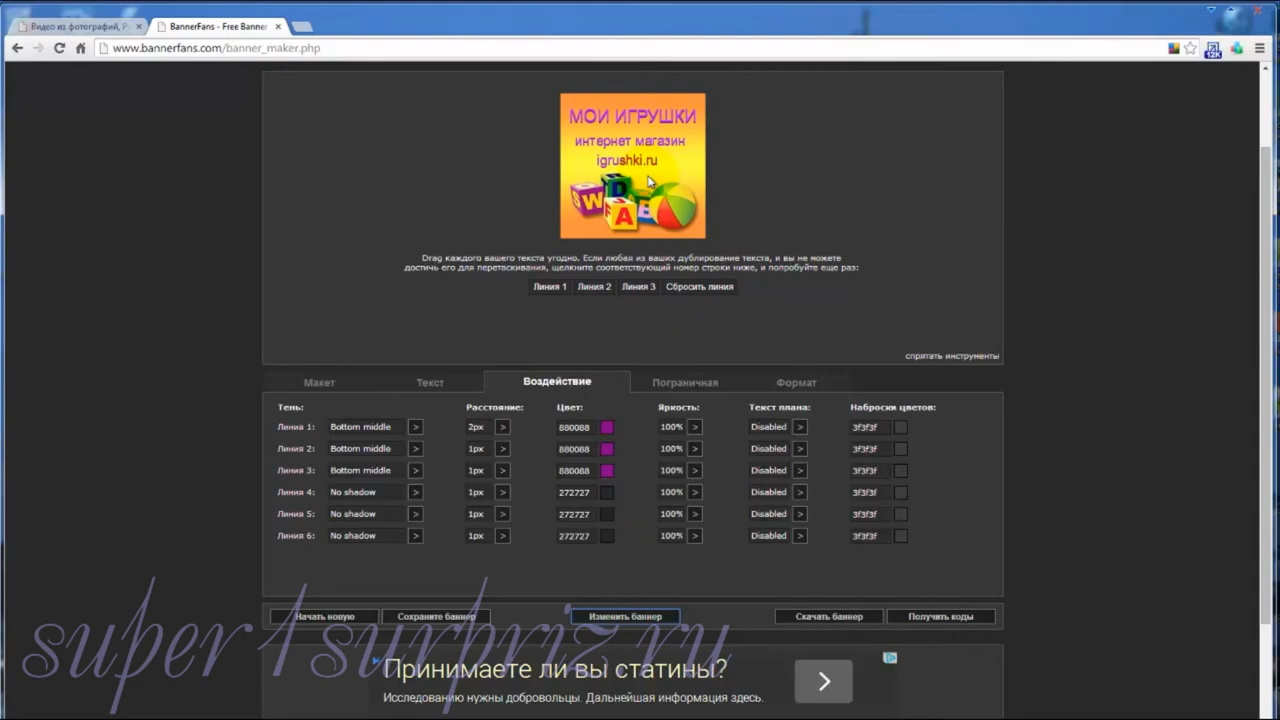 Видео из фотографий, Р
BannerFans - Free Banner
www.bannerfans.com/banner_maker.php
12K
МОИ ИГРУШКИ
интернет магазин
igrushki.ru
Drag каждого вашего текста угодно. Если любая из ваших дублирование текста, и вы не можете
достичь его для перетаскивания, щелкните соответствующий номер строки ниже, и попробуйте еще раз:
Линия 1 Линия 2 Линия 3 Сбросить линия
спрятать инструменты
Макет Текст Воздействие Пограничная Формат
Тень: Расстояние: Цвет: Яркость: Текст плана: Наброски цветов:
Линия 1: Bottom middle > 2px > 880088 100% > Disabled > 3f3f3f
Линия 2: Bottom middle > 1px > 880088 100% > Disabled > 3f3f3f
Линия 3: Bottom middle > 1px > 880088 100% > Disabled > 3f3f3f
Линия 4: No shadow > 1px > 272727 100% > Disabled > 3f3f3f
Линия 5: No shadow > 1px > 272727 100% > Disabled > 3f3f3f
Линия 6: No shadow > 1px > 272727 100% > Disabled > 3f3f3f
Начать новую Сохраните баннер Изменить баннер Скачать баннер Получить коды
super1surpriz.ru
Принимаете ли вы статины?
Исследованию нужны добровольцы. Дальнейшая информация здесь.